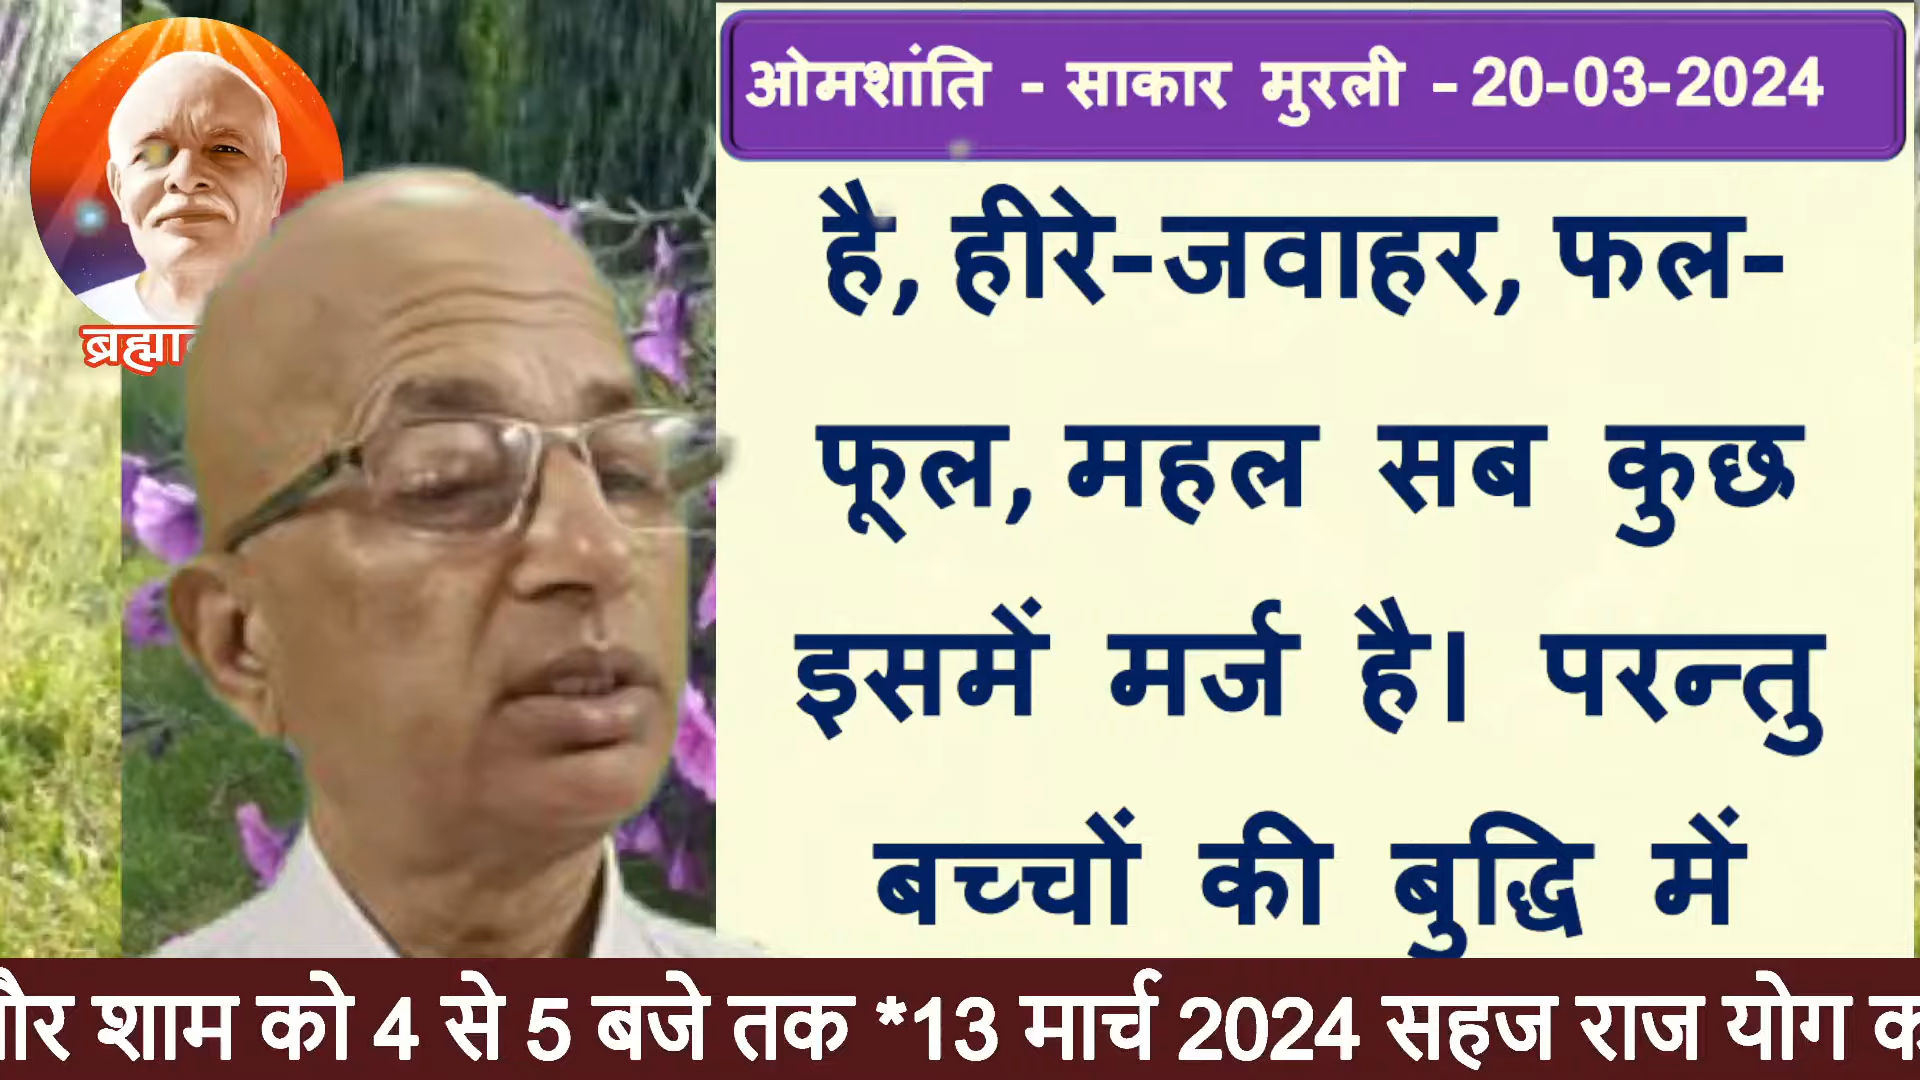 ओमशांति - साकार मुरली - 20-03-2024
है, हीरे-जवाहर, फल-
फूल, महल सब कुछ
इसमें मर्ज है। परन्तु
बच्चों की बुद्धि में
शाम को 4 से 5 बजे तक *13 मार्च 2024 सहज राज योग